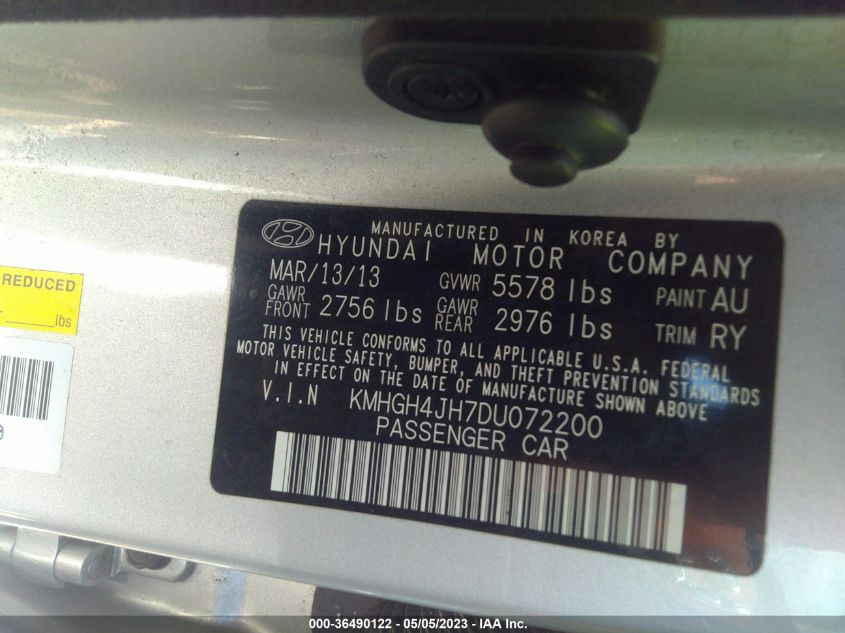 MANUFACTURED IN KOREA BY
HYUNDAI MOTOR COMPANY
MAR/13/13 GVWR 5578 lbs PAINT AU
GAWR FRONT 2756 lbs GAWR REAR 2976 lbs TRIM RY
THIS VEHICLE CONFORMS TO ALL APPLICABLE U.S.A. FEDERAL
MOTOR VEHICLE SAFETY, BUMPER, AND THEFT PREVENTION STANDARDS
IN EFFECT ON THE DATE OF MANUFACTURE SHOWN ABOVE
V.I.N KMHGH4JH7DU072200
PASSENGER CAR
REDUCED
lbs
000-36490122 - 05/05/2023 - IAA Inc.